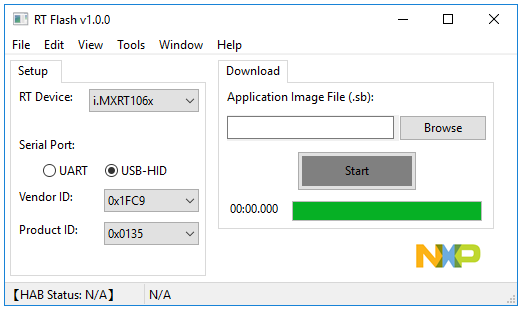 RT Flash v1.0.0
File Edit View Tools Window Help
Setup
RT Device: i.MXRT106x
Serial Port:
UART USB-HID
Vendor ID: 0x1FC9
Product ID: 0x0135
Download
Application Image File (.sb):
Browse
Start
00:00.000
NXP
【HAB Status: N/A】 N/A